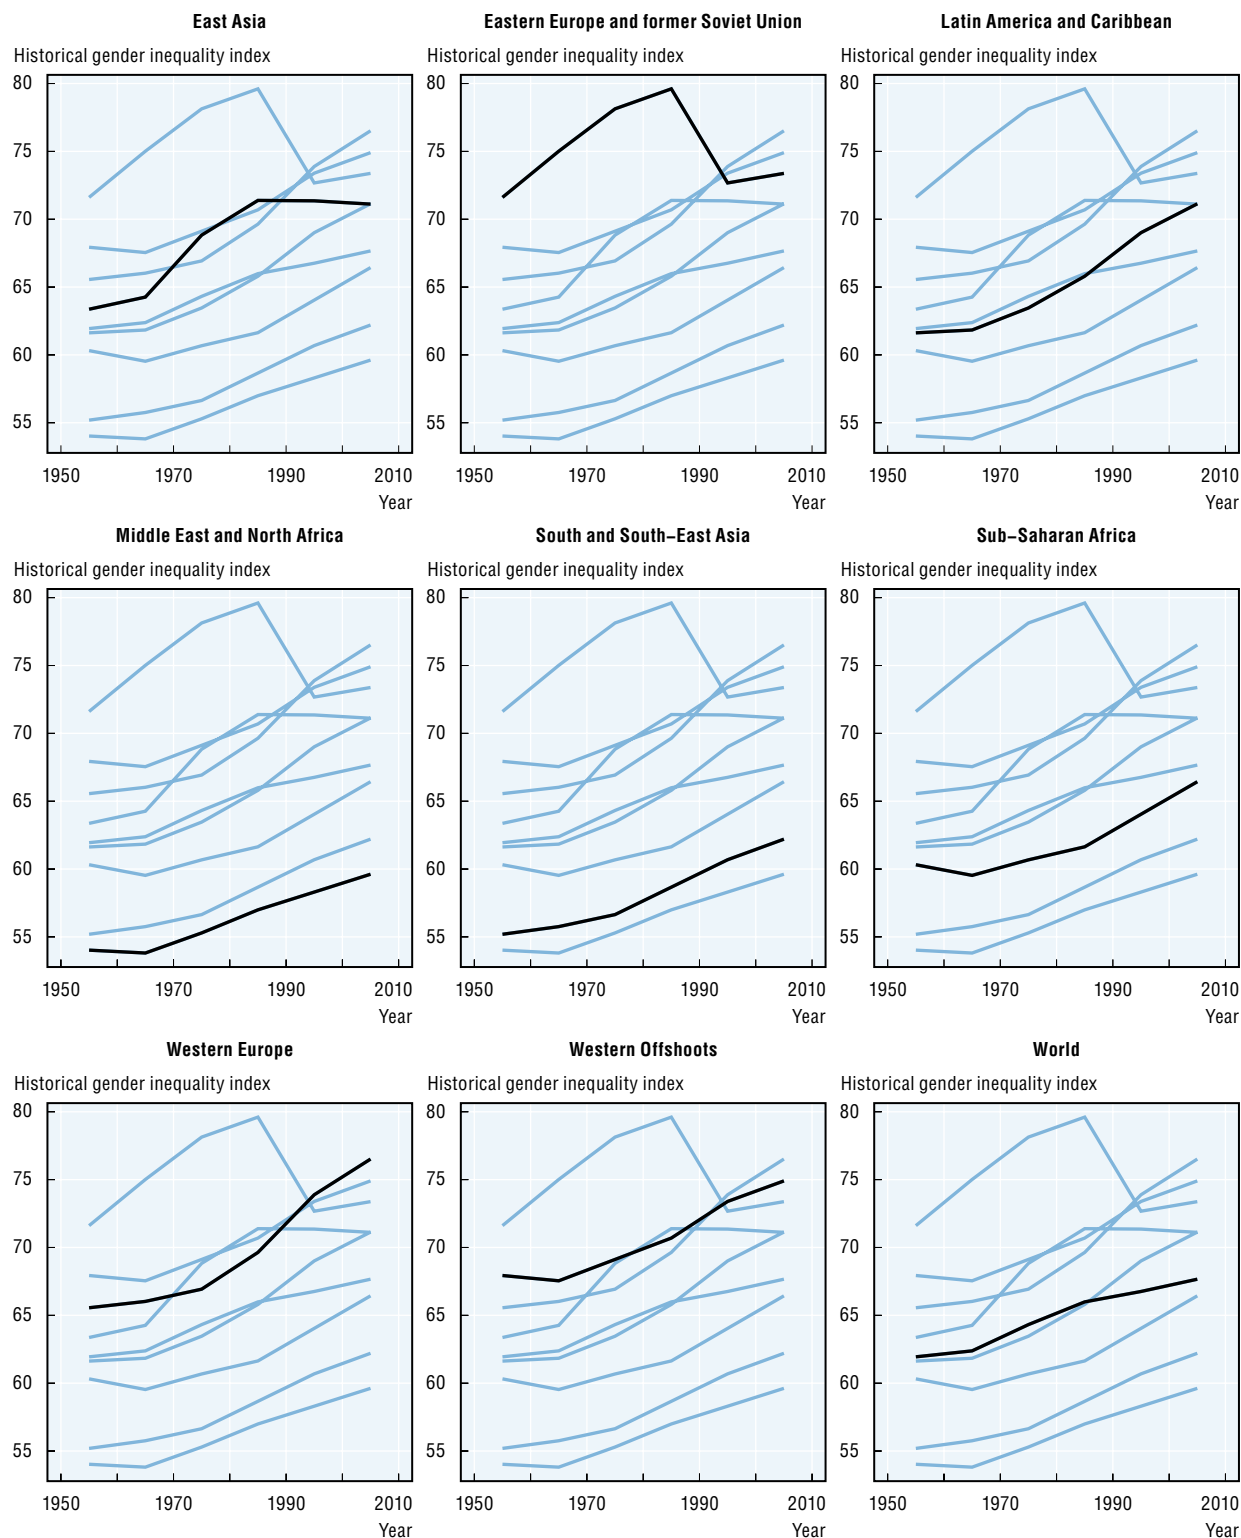 East Asia
Eastern Europe and former Soviet Union
Latin America and Caribbean
Historical gender inequality index
Historical gender inequality index
Historical gender inequality index
80
75
70
65
60
55
1950 1970 1990 2010
Year
80
75
70
65
60
55
1950 1970 1990 2010
Year
80
75
70
65
60
55
1950 1970 1990 2010
Year
Middle East and North Africa
South and South–East Asia
Sub–Saharan Africa
Historical gender inequality index
Historical gender inequality index
Historical gender inequality index
80
75
70
65
60
55
1950 1970 1990 2010
Year
80
75
70
65
60
55
1950 1970 1990 2010
Year
80
75
70
65
60
55
1950 1970 1990 2010
Year
Western Europe
Western Offshoots
World
Historical gender inequality index
Historical gender inequality index
Historical gender inequality index
80
75
70
65
60
55
1950 1970 1990 2010
Year
80
75
70
65
60
55
1950 1970 1990 2010
Year
80
75
70
65
60
55
1950 1970 1990 2010
Year